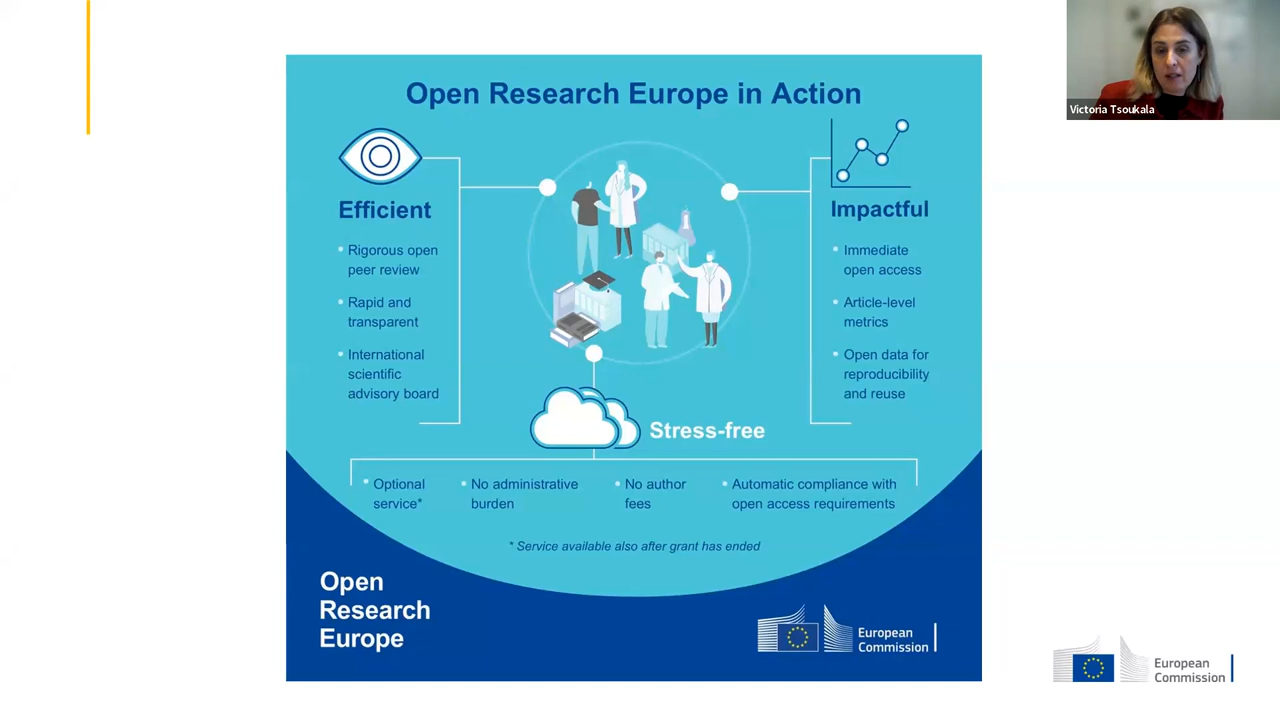 Open Research Europe in Action
Victoria Tsoukala
Efficient
• Rigorous open
peer review
• Rapid and
transparent
• International
scientific
advisory board
Impactful
• Immediate
open access
• Article-level
metrics
• Open data for
reproducibility
and reuse
Stress-free
• Optional
service*
• No administrative
burden
• No author
fees
• Automatic compliance with
open access requirements
* Service available also after grant has ended
Open
Research
Europe
European
Commission
European
Commission